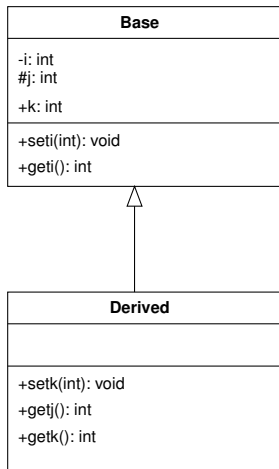 Base
-i: int
#j: int
+k: int
+seti(int): void
+geti(): int
Derived
+setk(int): void
+getj(): int
+getk(): int